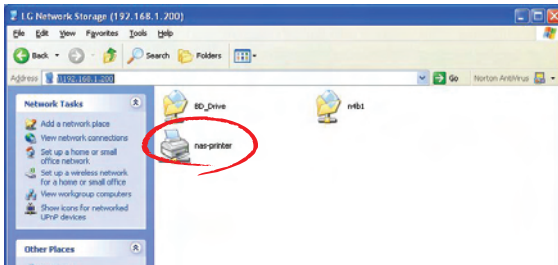 LG Network Storage (192.168.1.200)
File Edit View Favorites Tools Help
Back Search Folders
Address \\192.168.1.200 Go Norton AntiVirus
Network Tasks
Add a network place
View network connections
Set up a home or small
office network
Set up a wireless network
for a home or small office
View workgroup computers
Show icons for networked
UPnP devices
Other Places
BD_Drive
n4b1
nas-printer